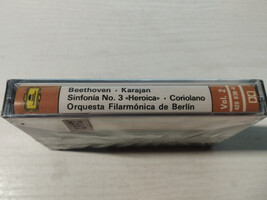 Beethoven · Karajan
Sinfonía No. 3 «Heroica» · Coriolano
Orquesta Filarmónica de Berlín
Vol. 2